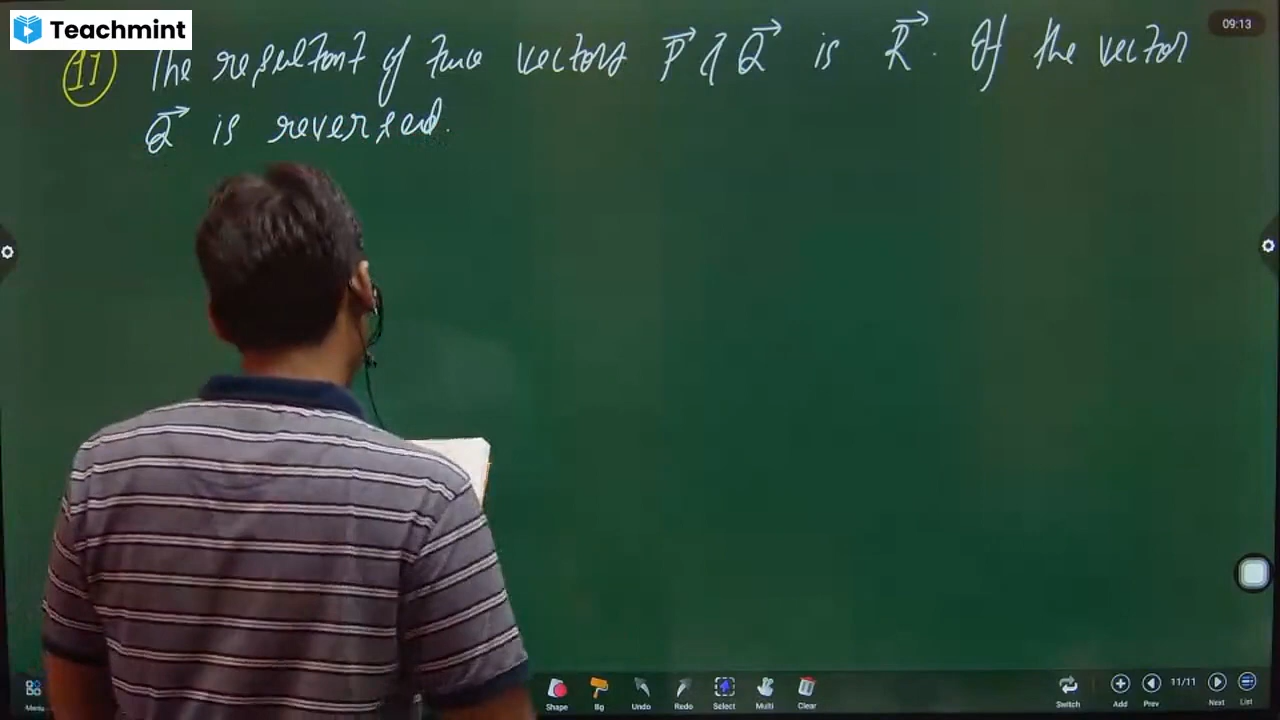 Teachmint
09:13
11 The resultant of two vectors P⃗ & Q⃗ is R⃗. If the vector
Q⃗ is reversed.
Menu
Shape
Bg
Undo
Redo
Select
Multi
Clear
Switch
Add
Prev
11/11
Next
List